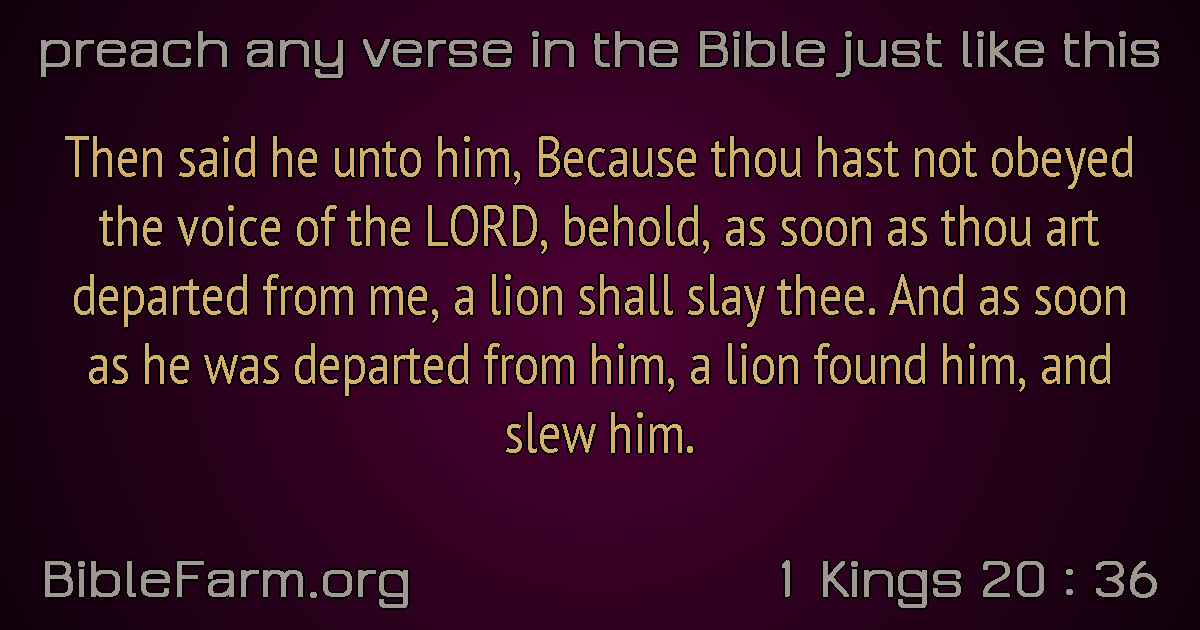 preach any verse in the Bible just like this
Then said he unto him, Because thou hast not obeyed
the voice of the LORD, behold, as soon as thou art
departed from me, a lion shall slay thee. And as soon
as he was departed from him, a lion found him, and
slew him.
BibleFarm.org
1 Kings 20 : 36